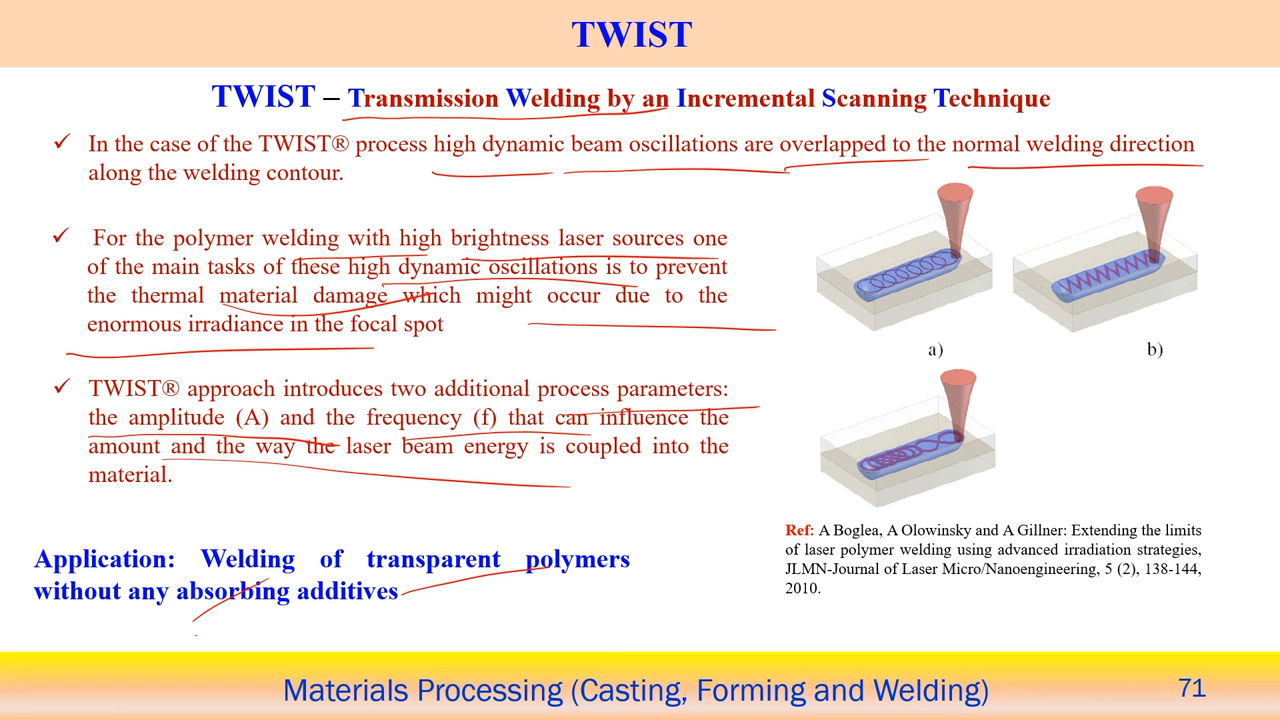 TWIST
TWIST – Transmission Welding by an Incremental Scanning Technique
✓ In the case of the TWIST® process high dynamic beam oscillations are overlapped to the normal welding direction
along the welding contour.
✓ For the polymer welding with high brightness laser sources one
of the main tasks of these high dynamic oscillations is to prevent
the thermal material damage which might occur due to the
enormous irradiance in the focal spot
a)
b)
✓ TWIST® approach introduces two additional process parameters:
the amplitude (A) and the frequency (f) that can influence the
amount and the way the laser beam energy is coupled into the
material.
Ref: A Boglea, A Olowinsky and A Gillner: Extending the limits
of laser polymer welding using advanced irradiation strategies,
JLMN-Journal of Laser Micro/Nanoengineering, 5 (2), 138-144,
2010.
Application: Welding of transparent polymers
without any absorbing additives
Materials Processing (Casting, Forming and Welding)
71